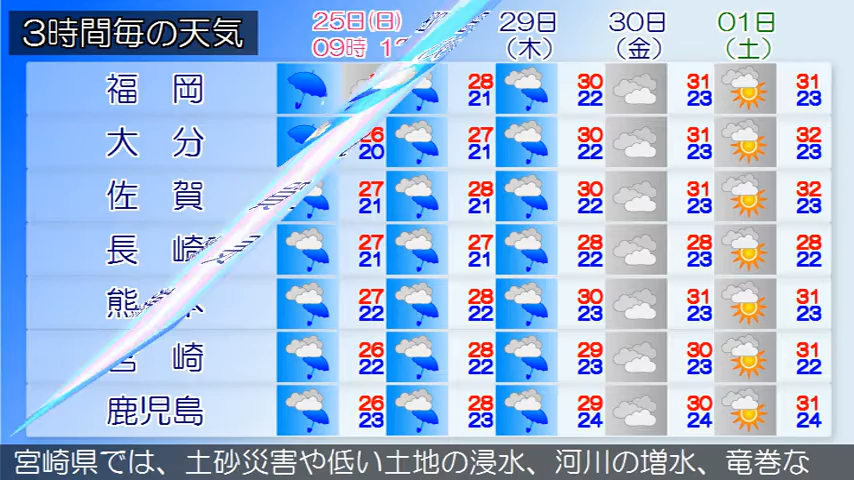 3時間毎の天気
25日(日) 29日 30日 01日
09時 (木) (金) (土)
福岡 28 30 31 31
21 22 23 23
大分 26 27 30 31 32
20 21 22 23 23
佐賀 27 28 30 31 32
21 21 22 23 23
長崎 27 27 28 28 28
21 21 22 23 22
熊本 27 28 30 31 31
22 22 23 23 23
宮崎 26 28 29 30 31
22 22 23 23 22
鹿児島 26 28 29 30 31
23 23 24 24 24
宮崎県では、土砂災害や低い土地の浸水、河川の増水、竜巻な